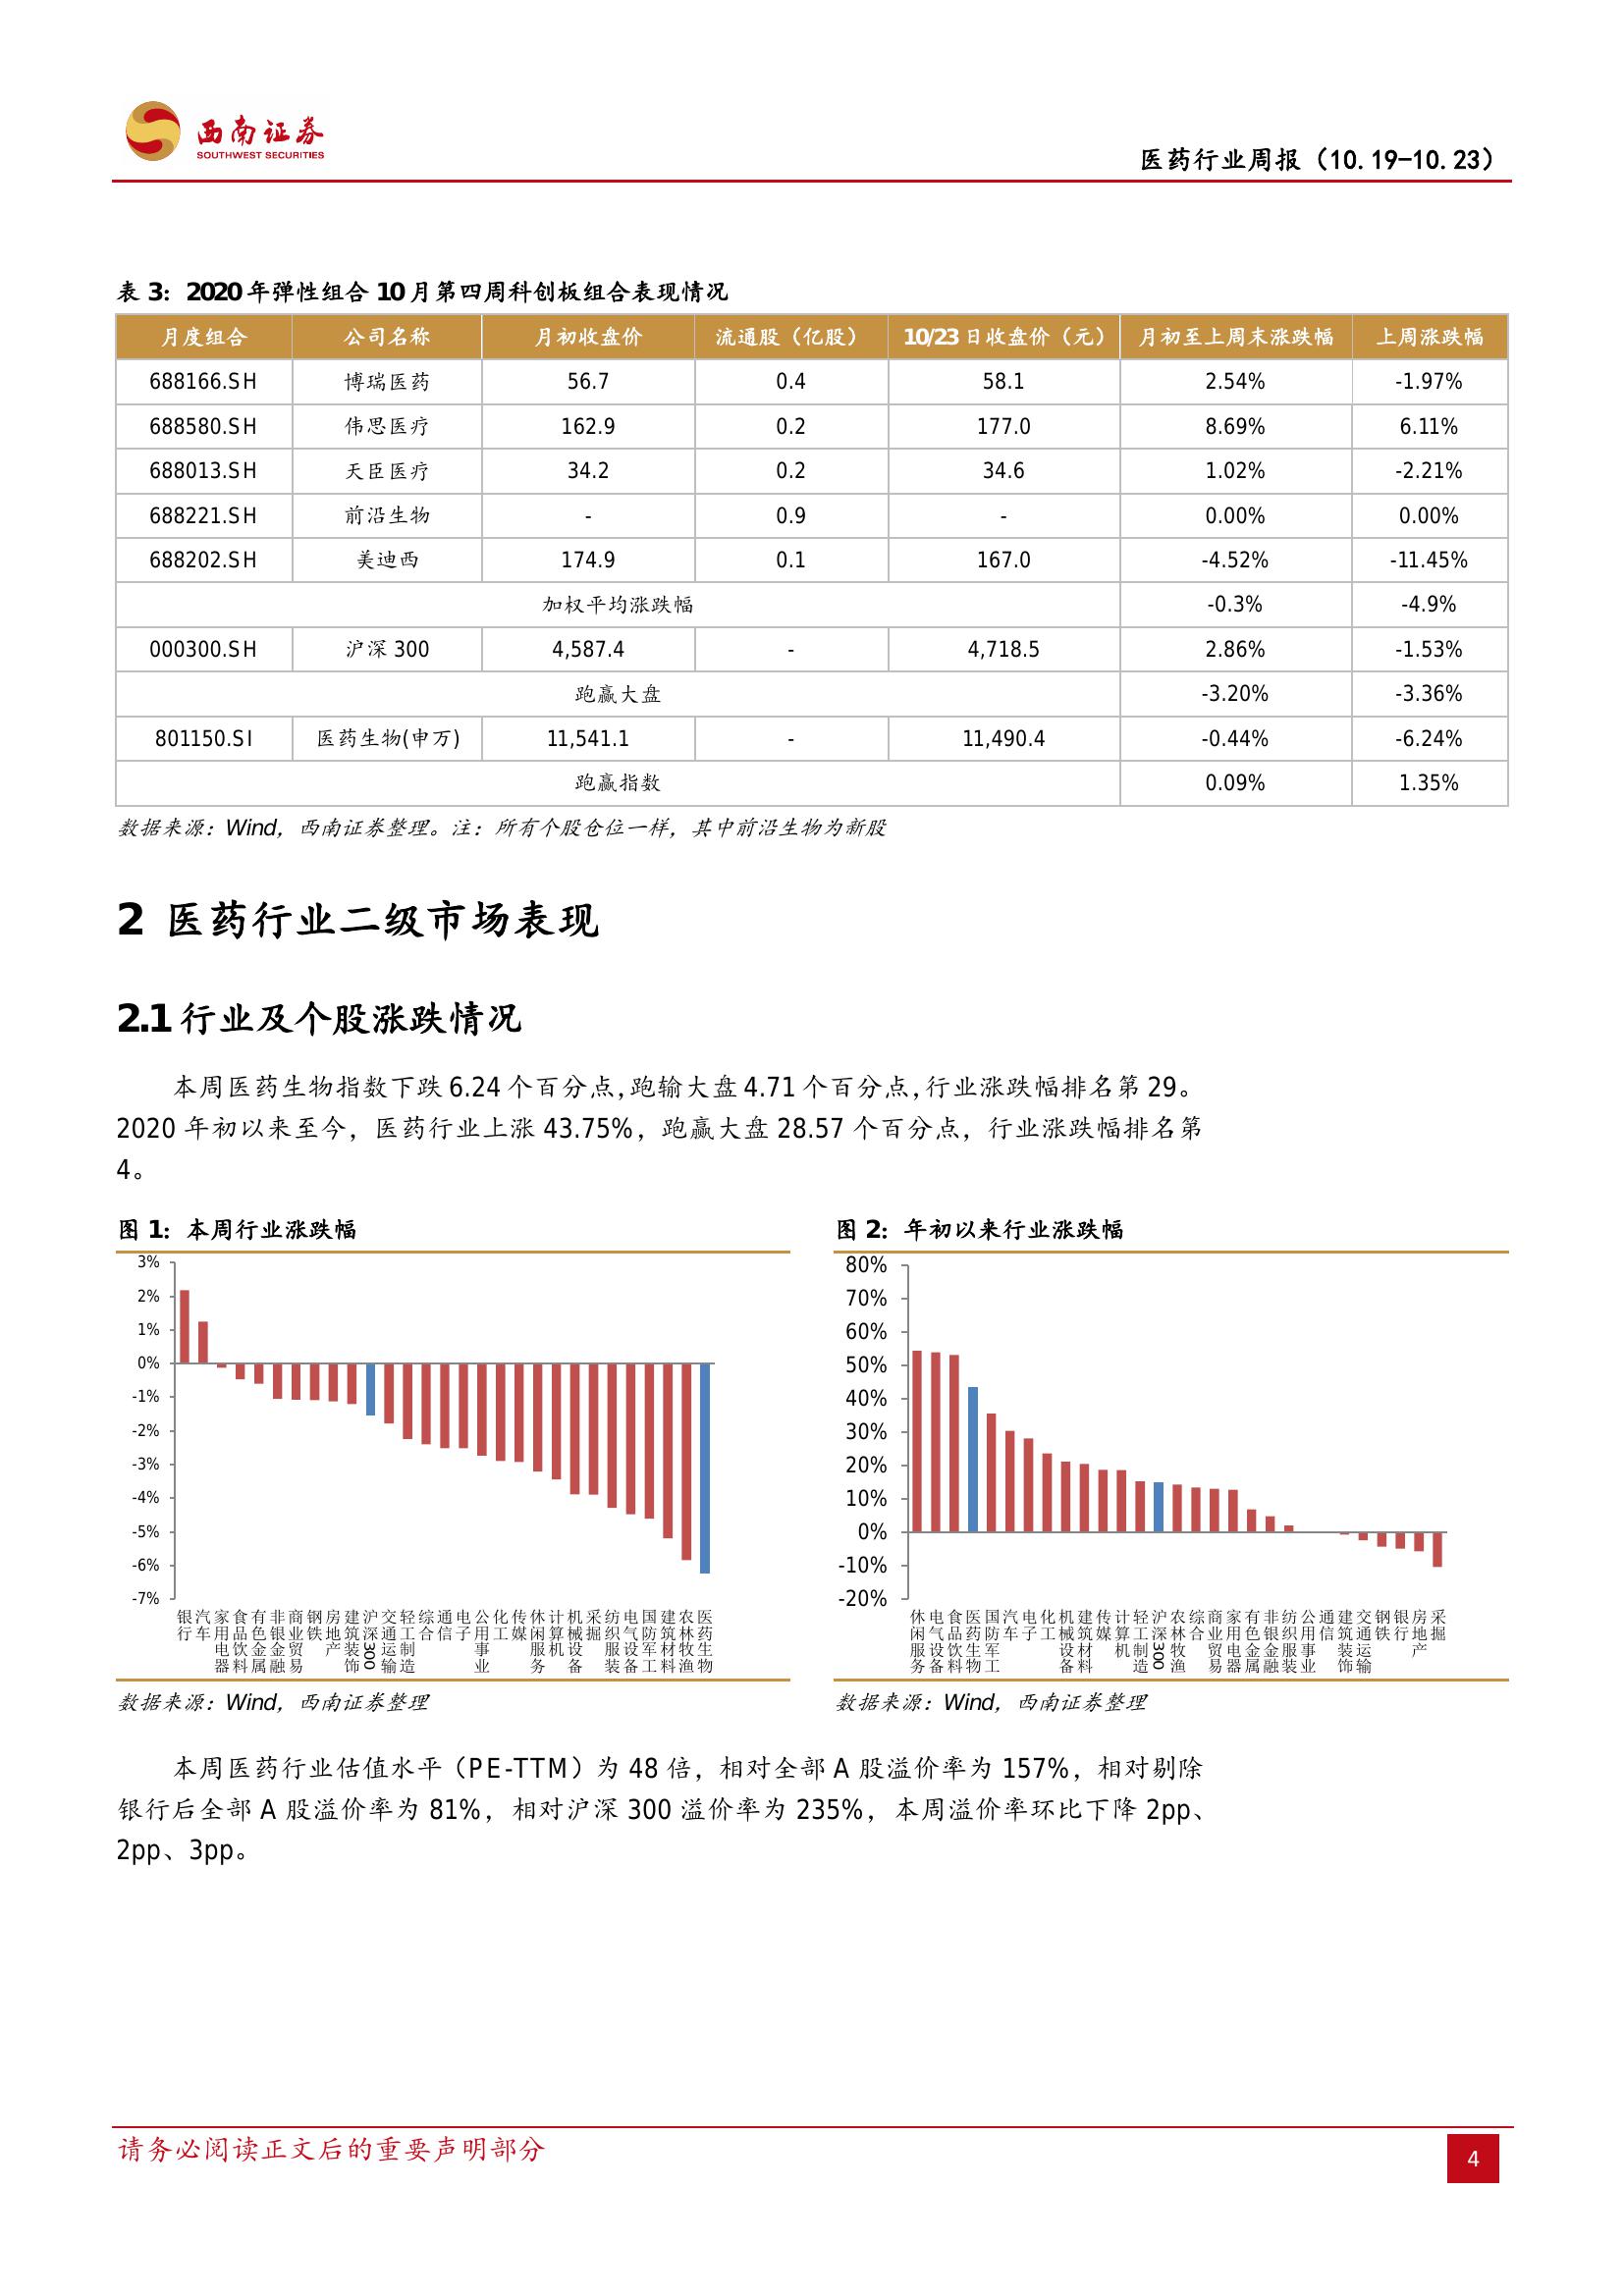 西南证券
SOUTHWEST SECURITIES
医药行业周报（10.19-10.23）
表 3：2020 年弹性组合 10 月第四周科创板组合表现情况
月度组合 公司名称 月初收盘价 流通股（亿股） 10/23 日收盘价（元） 月初至上周末涨跌幅 上周涨跌幅
688166.SH 博瑞医药 56.7 0.4 58.1 2.54% -1.97%
688580.SH 伟思医疗 162.9 0.2 177.0 8.69% 6.11%
688013.SH 天臣医疗 34.2 0.2 34.6 1.02% -2.21%
688221.SH 前沿生物 - 0.9 - 0.00% 0.00%
688202.SH 美迪西 174.9 0.1 167.0 -4.52% -11.45%
加权平均涨跌幅 -0.3% -4.9%
000300.SH 沪深 300 4,587.4 - 4,718.5 2.86% -1.53%
跑赢大盘 -3.20% -3.36%
801150.SI 医药生物(申万) 11,541.1 - 11,490.4 -0.44% -6.24%
跑赢指数 0.09% 1.35%
数据来源：Wind，西南证券整理。注：所有个股仓位一样，其中前沿生物为新股
2 医药行业二级市场表现
2.1 行业及个股涨跌情况
本周医药生物指数下跌 6.24 个百分点，跑输大盘 4.71 个百分点，行业涨跌幅排名第 29。
2020 年初以来至今，医药行业上涨 43.75%，跑赢大盘 28.57 个百分点，行业涨跌幅排名第
4。
图 1：本周行业涨跌幅
3%
2%
1%
0%
-1%
-2%
-3%
-4%
-5%
-6%
-7%
银行 汽车 家用电器 食品饮料 有色金属 非银金融 商业贸易 钢铁 房地产 建筑装饰 沪深300 交通运输 轻工制造 综合 通信 电子 公用事业 化工 传媒 休闲服务 计算机 机械设备 采掘 纺织服装 电气设备 国防军工 建筑材料 农林牧渔 医药生物
数据来源：Wind，西南证券整理
图 2：年初以来行业涨跌幅
80%
70%
60%
50%
40%
30%
20%
10%
0%
-10%
-20%
休闲服务 电气设备 食品饮料 医药生物 国防军工 汽车 电子 化工 机械设备 建筑材料 传媒 计算机 轻工制造 沪深300 农林牧渔 综合 商业贸易 家用电器 有色金属 非银金融 纺织服装 公用事业 通信 建筑装饰 交通运输 钢铁 银行 房地产 采掘
数据来源：Wind，西南证券整理
本周医药行业估值水平（PE-TTM）为 48 倍，相对全部 A 股溢价率为 157%，相对剔除
银行后全部 A 股溢价率为 81%，相对沪深 300 溢价率为 235%，本周溢价率环比下降 2pp、
2pp、3pp。
请务必阅读正文后的重要声明部分
4